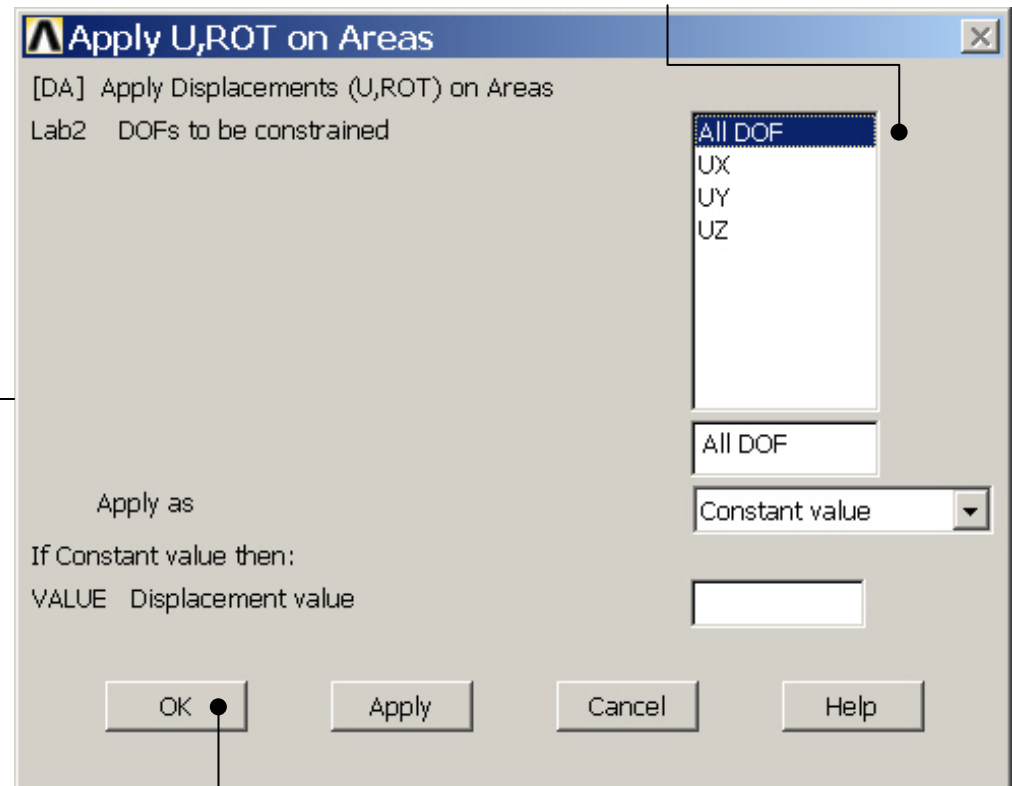 Apply U,ROT on Areas
[DA] Apply Displacements (U,ROT) on Areas
Lab2 DOFs to be constrained
All DOF
UX
UY
UZ
All DOF
Apply as
Constant value
If Constant value then:
VALUE Displacement value
OK
Apply
Cancel
Help